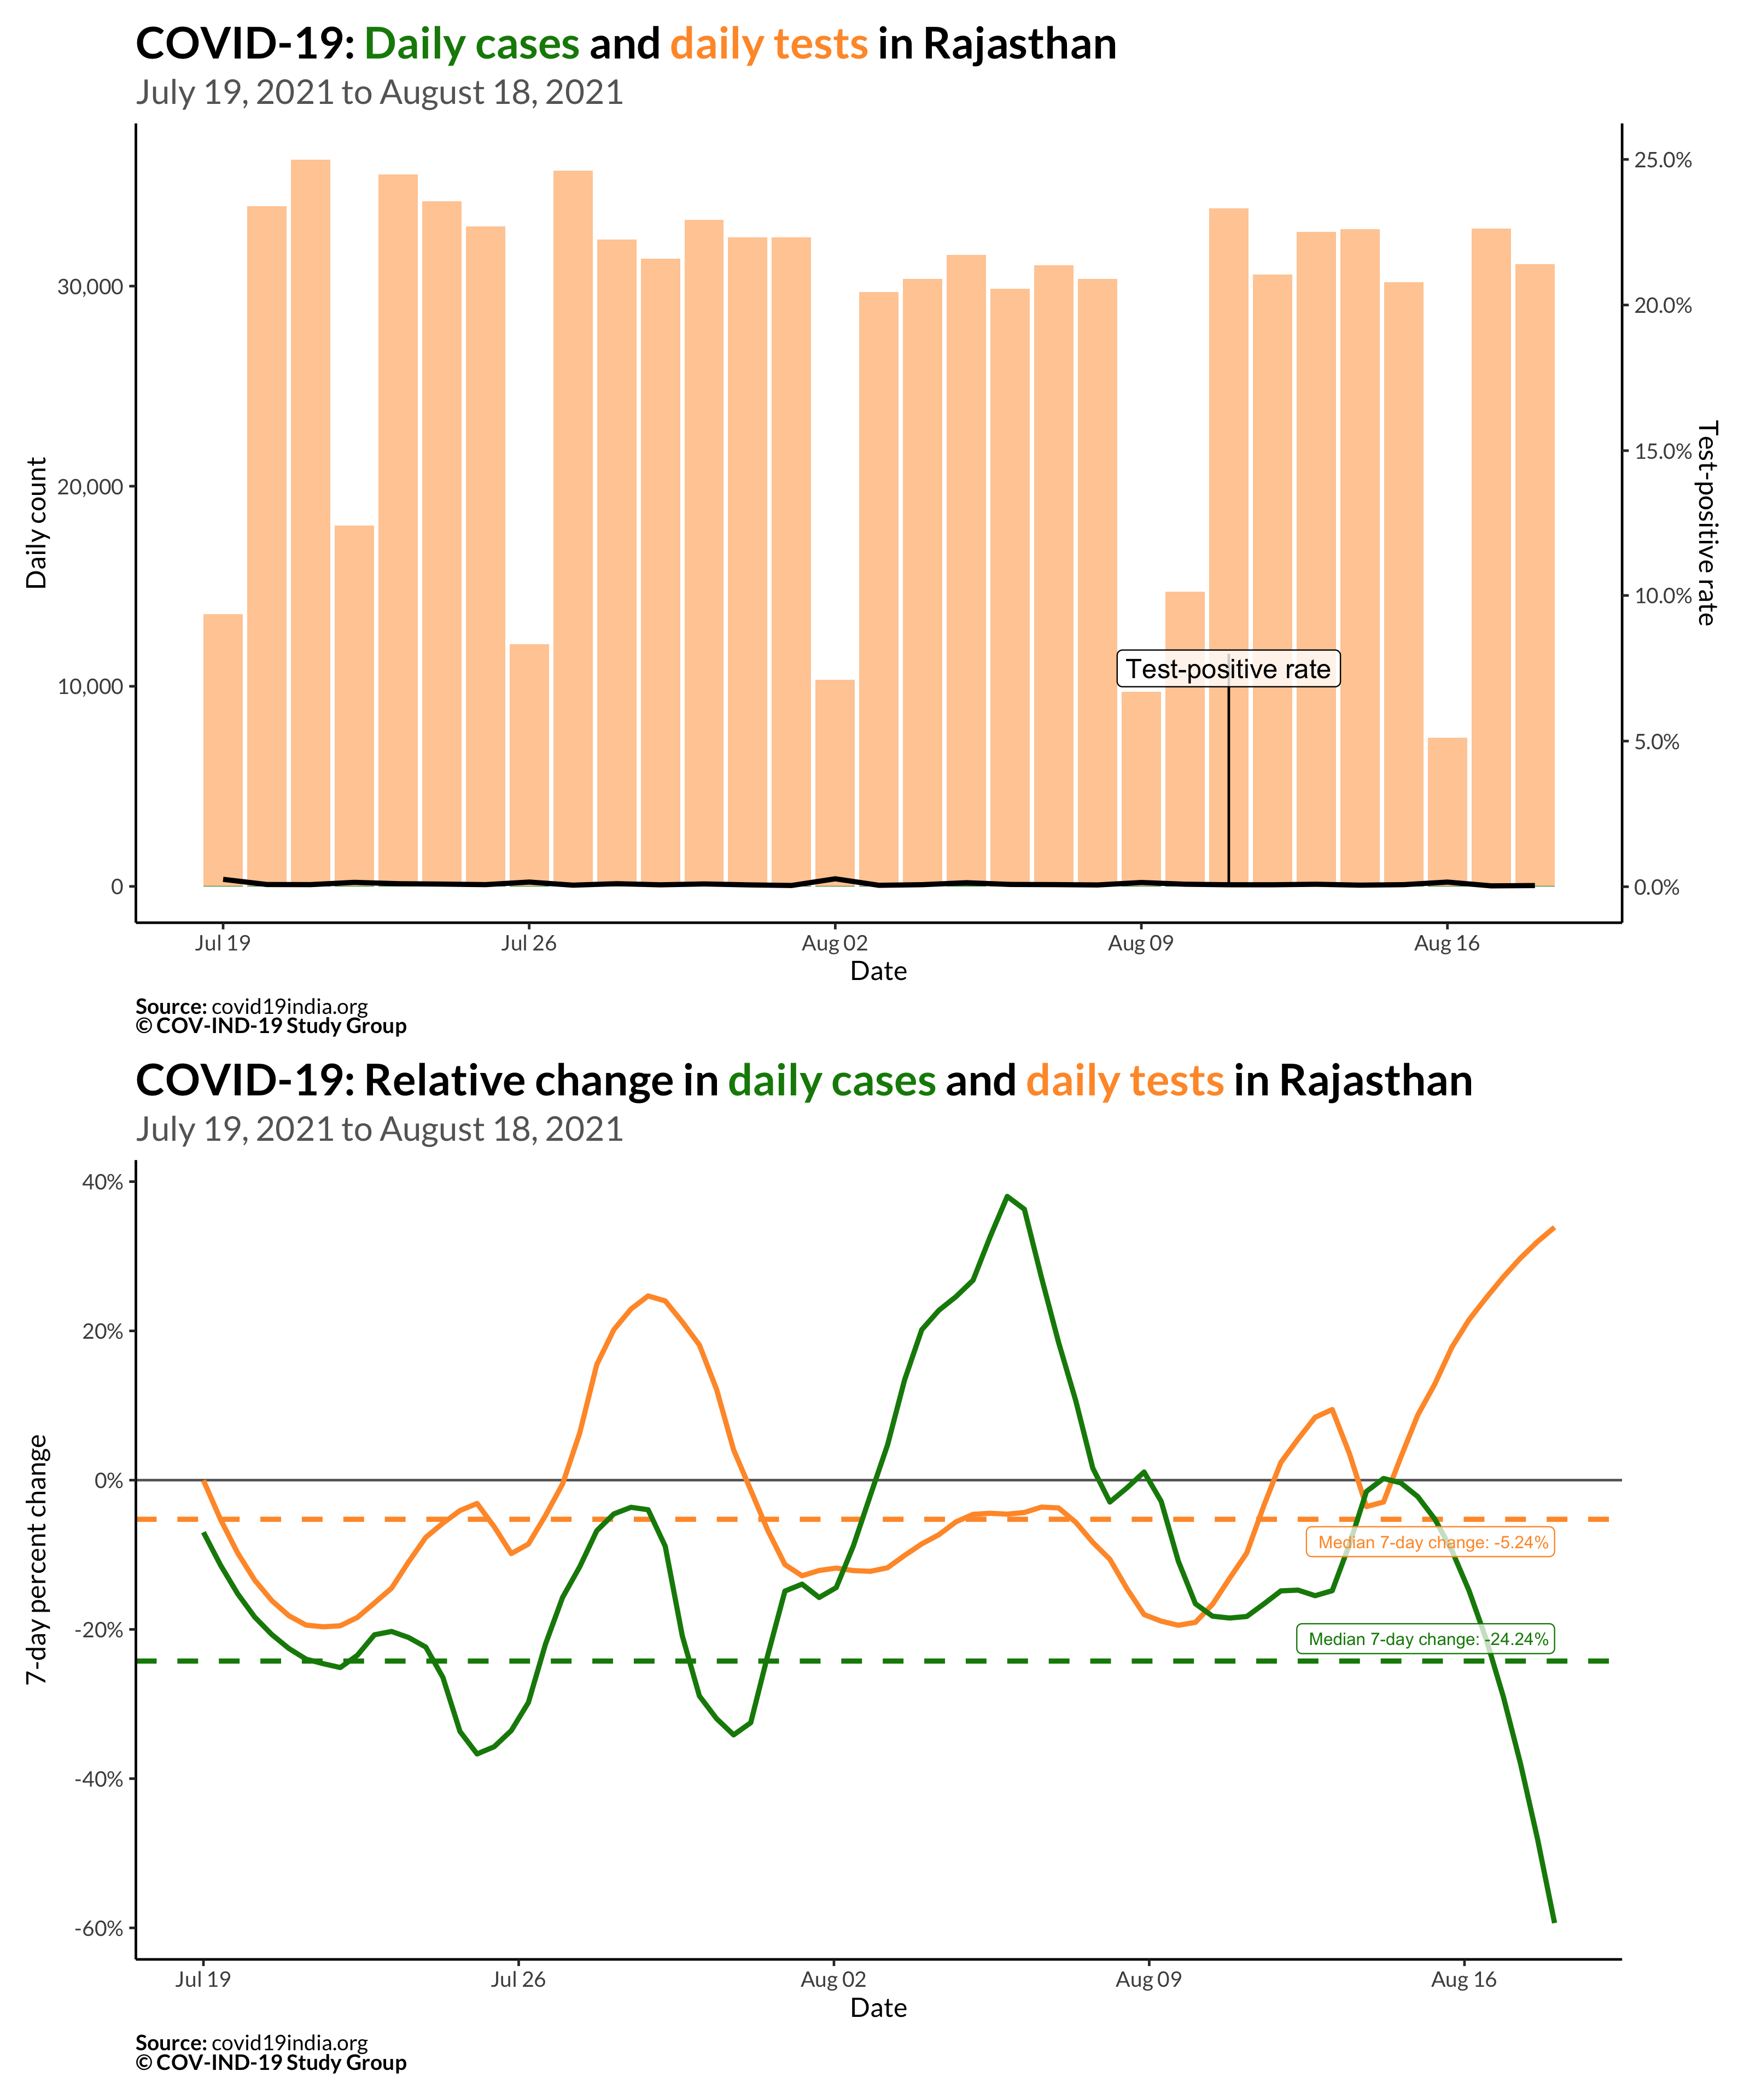 COVID-19: Daily cases and daily tests in Rajasthan
July 19, 2021 to August 18, 2021
25.0%
30,000
20.0%
20,000
15.0%
10.0%
10,000
5.0%
0
0.0%
Daily count
Test-positive rate
Test-positive rate
Jul 19 Jul 26 Aug 02 Aug 09 Aug 16
Date
Source: covid19india.org
© COV-IND-19 Study Group
COVID-19: Relative change in daily cases and daily tests in Rajasthan
July 19, 2021 to August 18, 2021
40%
20%
0%
-20%
-40%
-60%
7-day percent change
Median 7-day change: -5.24%
Median 7-day change: -24.24%
Jul 19 Jul 26 Aug 02 Aug 09 Aug 16
Date
Source: covid19india.org
© COV-IND-19 Study Group